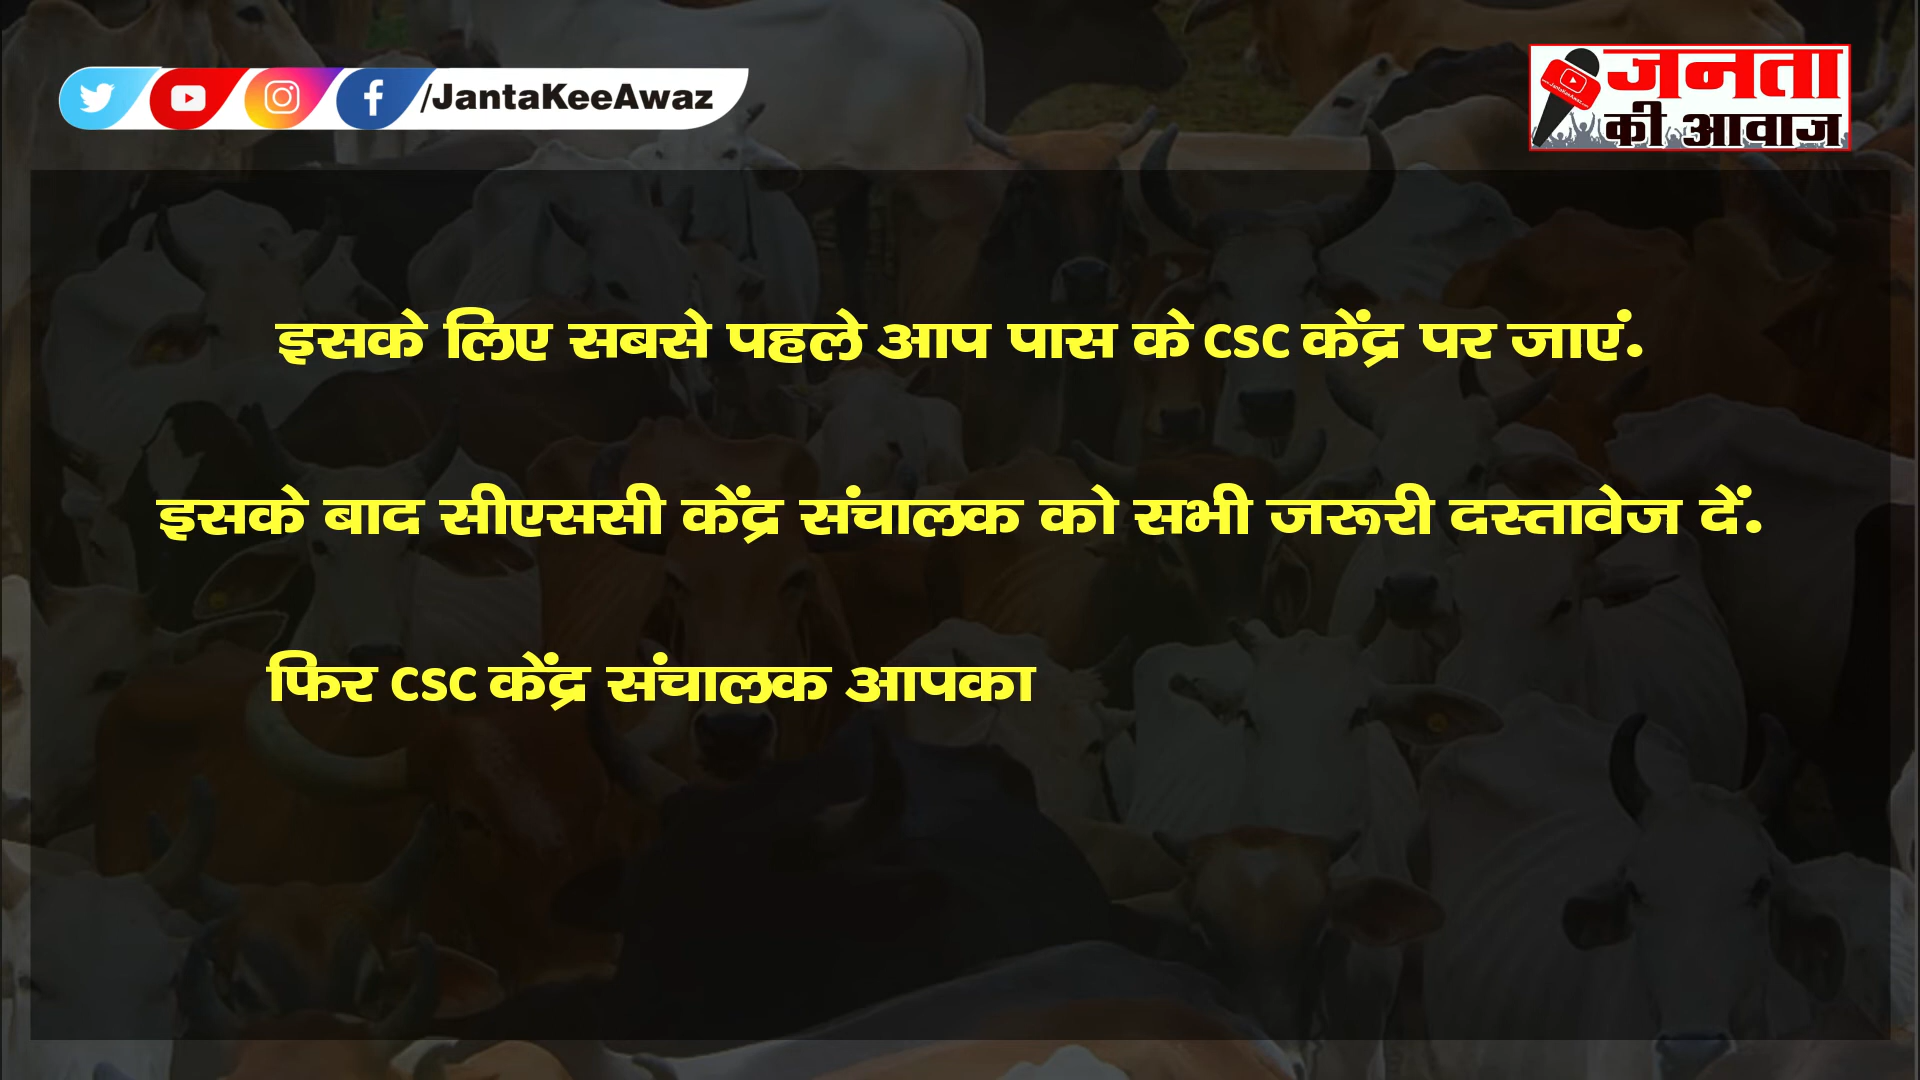 /JantaKeeAwaz
जनता
की आवाज
इसके लिए सबसे पहले आप पास के CSC केंद्र पर जाएं.
इसके बाद सीएससी केंद्र संचालक को सभी जरूरी दस्तावेज दें.
फिर CSC केंद्र संचालक आपका